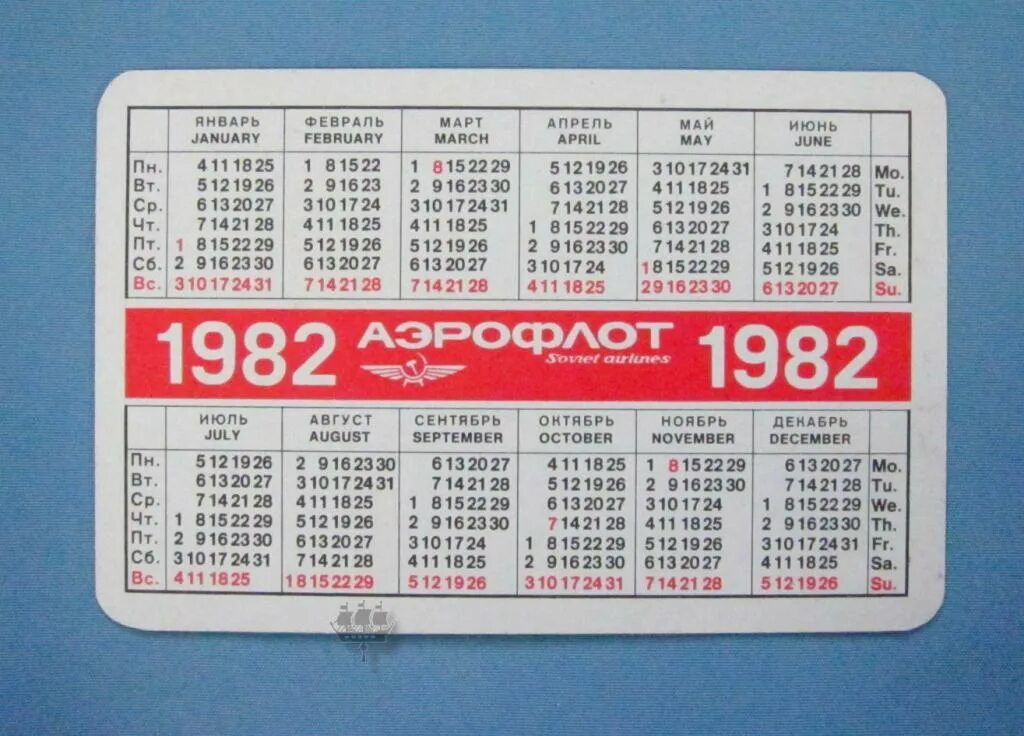 ЯНВАРЬ ФЕВРАЛЬ МАРТ АПРЕЛЬ МАЙ ИЮНЬ
JANUARY FEBRUARY MARCH APRIL MAY JUNE
Пн. 4 11 18 25 1 8 15 22 1 8 15 22 29 5 12 19 26 3 10 17 24 31 7 14 21 28 Mo.
Вт. 5 12 19 26 2 9 16 23 2 9 16 23 30 6 13 20 27 4 11 18 25 1 8 15 22 29 Tu.
Ср. 6 13 20 27 3 10 17 24 3 10 17 24 31 7 14 21 28 5 12 19 26 2 9 16 23 30 We.
Чт. 7 14 21 28 4 11 18 25 4 11 18 25 1 8 15 22 29 6 13 20 27 3 10 17 24 Th.
Пт. 1 8 15 22 29 5 12 19 26 5 12 19 26 2 9 16 23 30 7 14 21 28 4 11 18 25 Fr.
Сб. 2 9 16 23 30 6 13 20 27 6 13 20 27 3 10 17 24 1 8 15 22 29 5 12 19 26 Sa.
Вс. 3 10 17 24 31 7 14 21 28 7 14 21 28 4 11 18 25 2 9 16 23 30 6 13 20 27 Su.
1982 АЭРОФЛОТ 1982
Soviet airlines
ИЮЛЬ АВГУСТ СЕНТЯБРЬ ОКТЯБРЬ НОЯБРЬ ДЕКАБРЬ
JULY AUGUST SEPTEMBER OCTOBER NOVEMBER DECEMBER
Пн. 5 12 19 26 2 9 16 23 30 6 13 20 27 4 11 18 25 1 8 15 22 29 6 13 20 27 Mo.
Вт. 6 13 20 27 3 10 17 24 31 7 14 21 28 5 12 19 26 2 9 16 23 30 7 14 21 28 Tu.
Ср. 7 14 21 28 4 11 18 25 1 8 15 22 29 6 13 20 27 3 10 17 24 1 8 15 22 29 We.
Чт. 1 8 15 22 29 5 12 19 26 2 9 16 23 30 7 14 21 28 4 11 18 25 2 9 16 23 30 Th.
Пт. 2 9 16 23 30 6 13 20 27 3 10 17 24 1 8 15 22 29 5 12 19 26 3 10 17 24 31 Fr.
Сб. 3 10 17 24 31 7 14 21 28 4 11 18 25 2 9 16 23 30 6 13 20 27 4 11 18 25 Sa.
Вс. 4 11 18 25 1 8 15 22 29 5 12 19 26 3 10 17 24 31 7 14 21 28 5 12 19 26 Su.